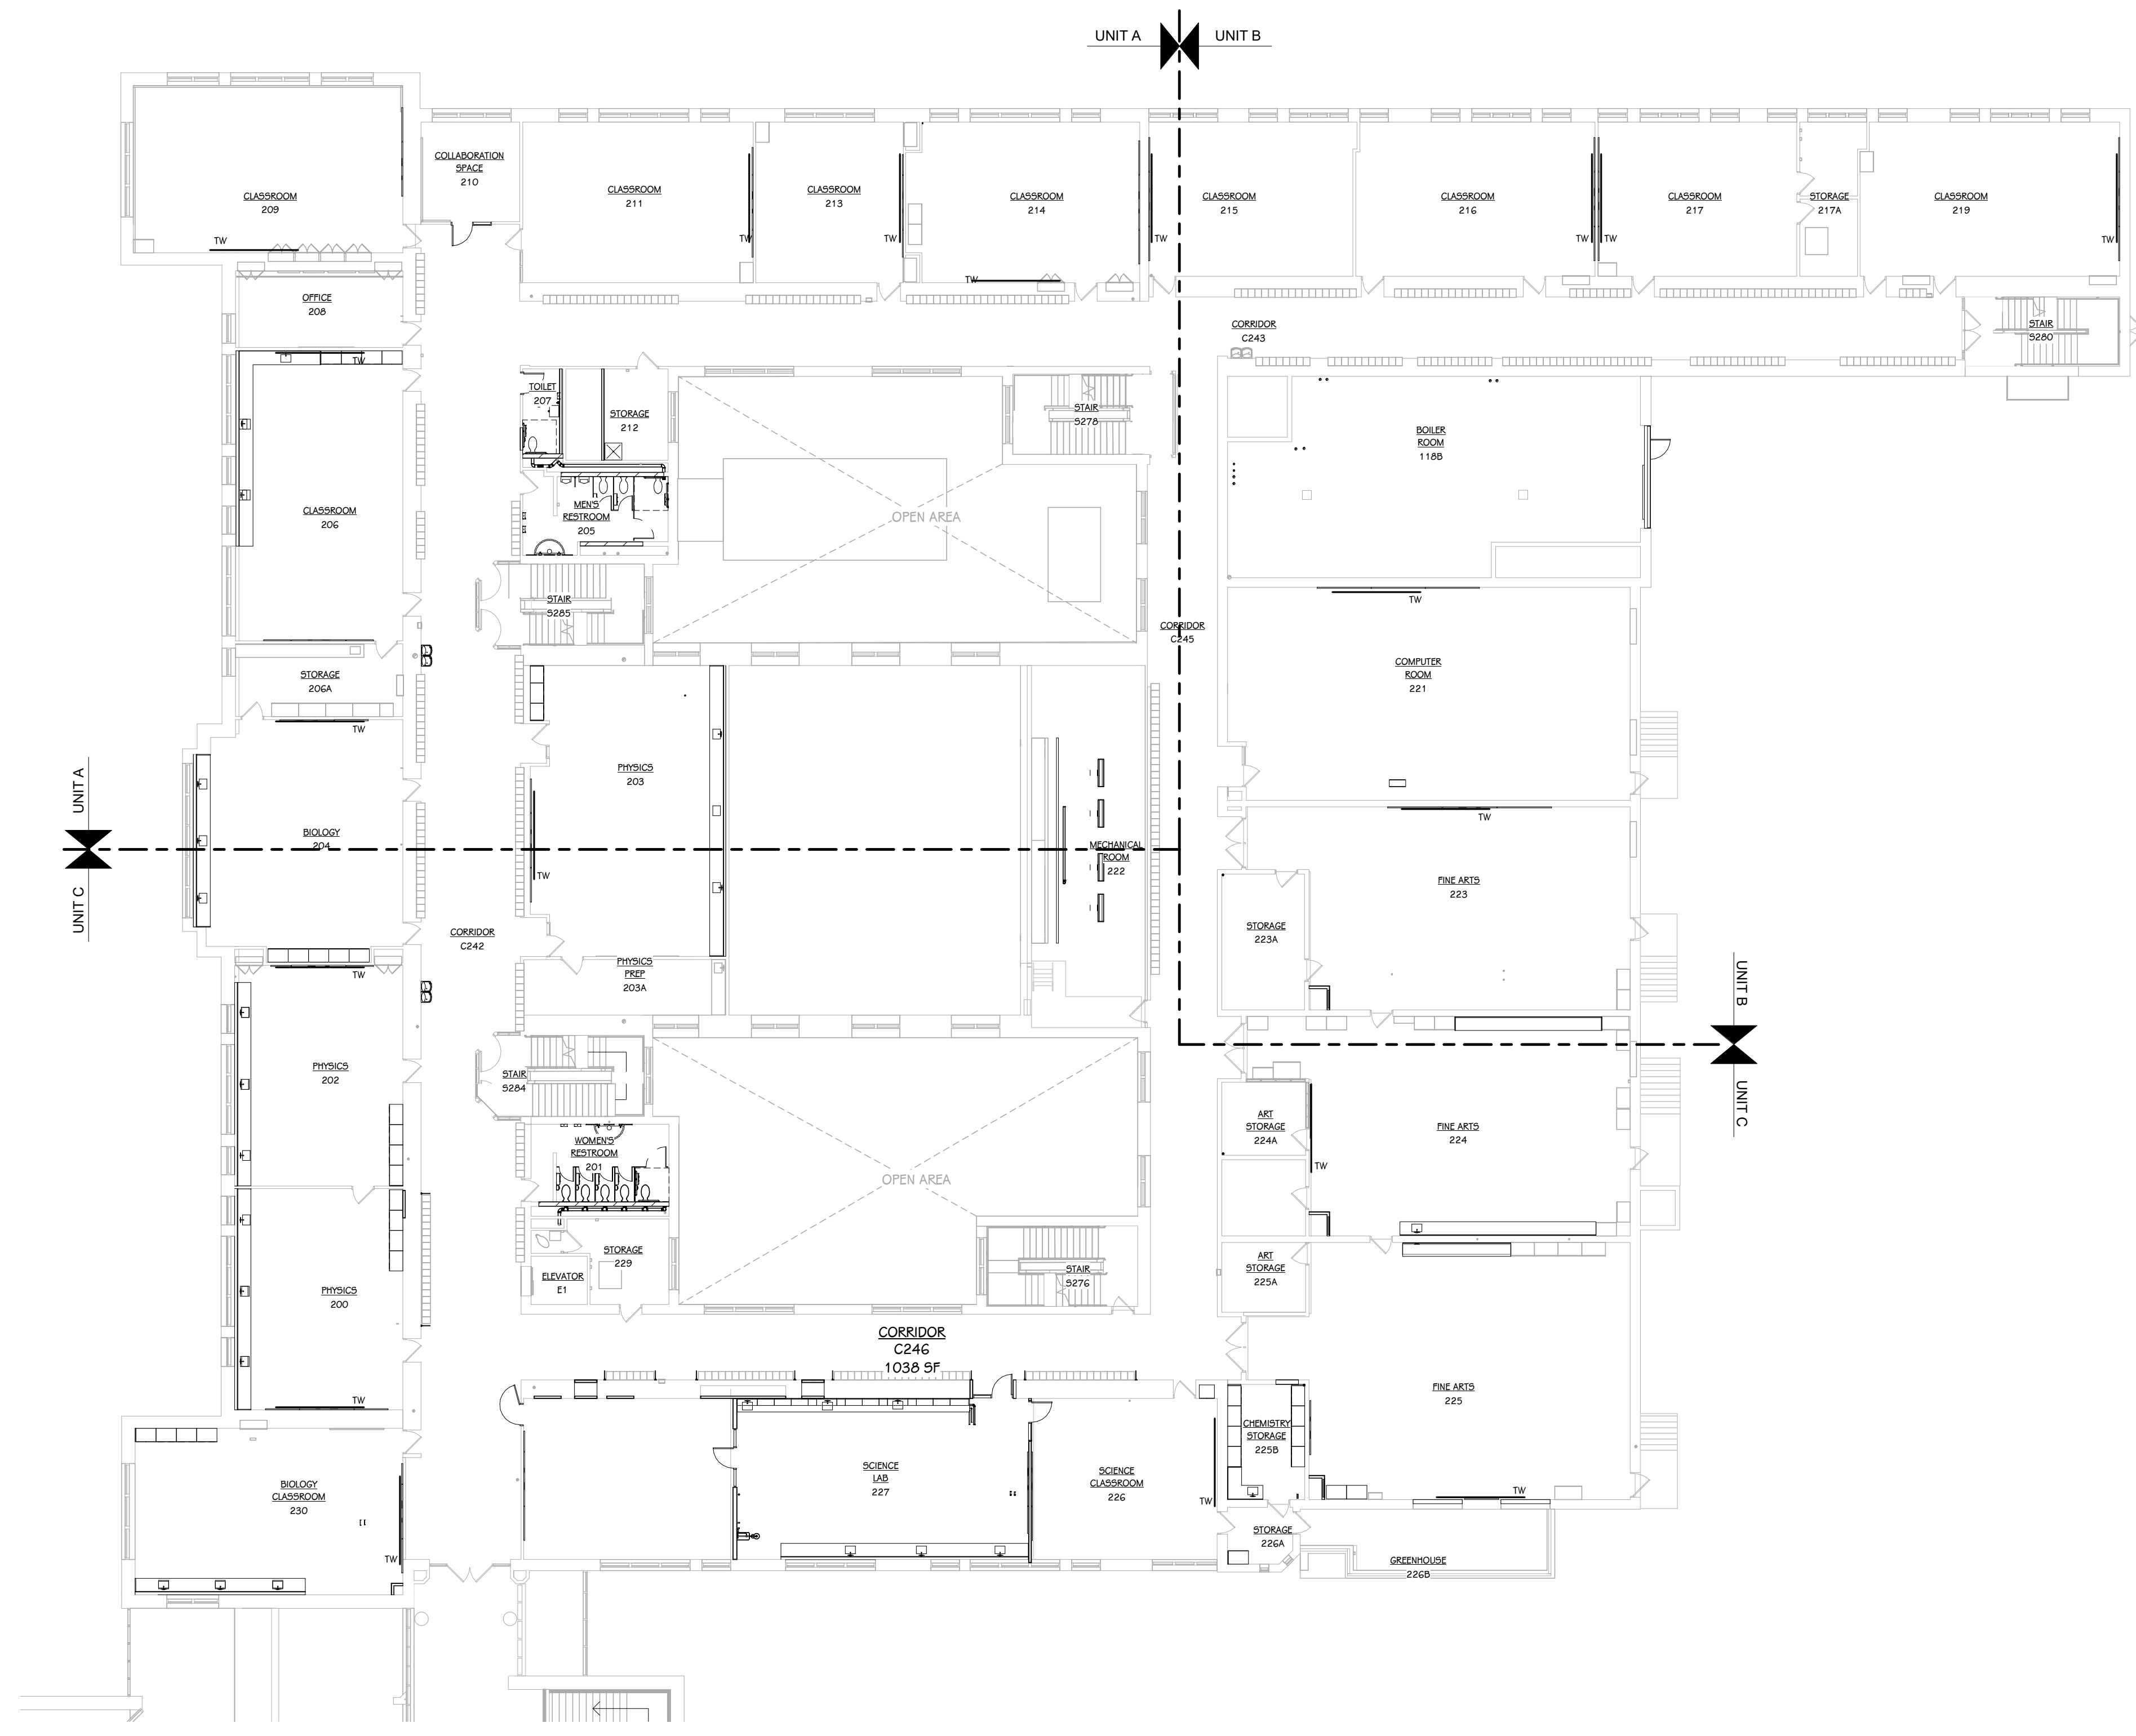 UNIT A
UNIT B
CLASSROOM
209
TW
COLLABORATION
SPACE
210
CLASSROOM
211
TW
CLASSROOM
213
TW
CLASSROOM
214
TW
CLASSROOM
215
TW
CLASSROOM
216
TW
CLASSROOM
217
TW
STORAGE
217A
CLASSROOM
219
TW
OFFICE
208
TW
CORRIDOR
C243
STAIR
S280
TOILET
207
STORAGE
212
STAIR
S278
BOILER
ROOM
118B
CLASSROOM
206
MEN'S
RESTROOM
205
OPEN AREA
STAIR
S285
TW
CORRIDOR
C245
COMPUTER
ROOM
221
STORAGE
206A
TW
PHYSICS
203
UNIT A
UNIT C
BIOLOGY
204
TW
MECHANICAL
ROOM
222
TW
FINE ARTS
223
STORAGE
223A
CORRIDOR
C242
PHYSICS
PREP
203A
TW
UNIT B
UNIT C
PHYSICS
202
STAIR
S284
WOMEN'S
RESTROOM
201
OPEN AREA
ART
STORAGE
224A
TW
FINE ARTS
224
STORAGE
229
ELEVATOR
E1
STAIR
S276
ART
STORAGE
225A
PHYSICS
200
TW
CORRIDOR
C246
1038 SF
FINE ARTS
225
TW
CHEMISTRY
STORAGE
225B
BIOLOGY
CLASSROOM
230
TW
SCIENCE
LAB
227
SCIENCE
CLASSROOM
226
TW
STORAGE
226A
GREENHOUSE
226B